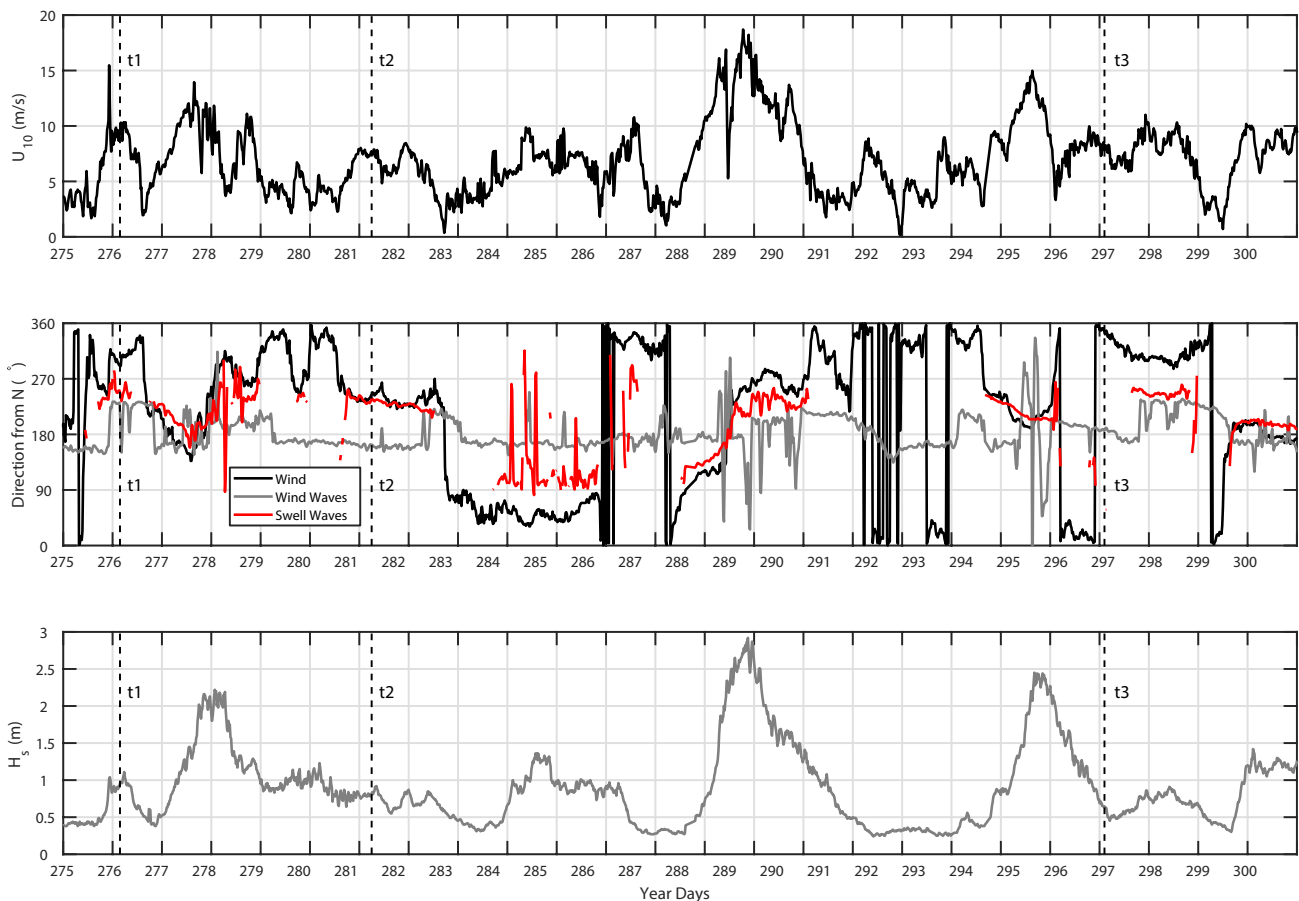 20
15
10
5
0
U10 (m/s)
t1
t2
t3
275 276 277 278 279 280 281 282 283 284 285 286 287 288 289 290 291 292 293 294 295 296 297 298 299 300
360
270
180
90
0
Direction from N (°)
t1
t2
t3
Wind
Wind Waves
Swell Waves
275 276 277 278 279 280 281 282 283 284 285 286 287 288 289 290 291 292 293 294 295 296 297 298 299 300
3
2.5
2
1.5
1
0.5
0
Hs (m)
t1
t2
t3
275 276 277 278 279 280 281 282 283 284 285 286 287 288 289 290 291 292 293 294 295 296 297 298 299 300
Year Days